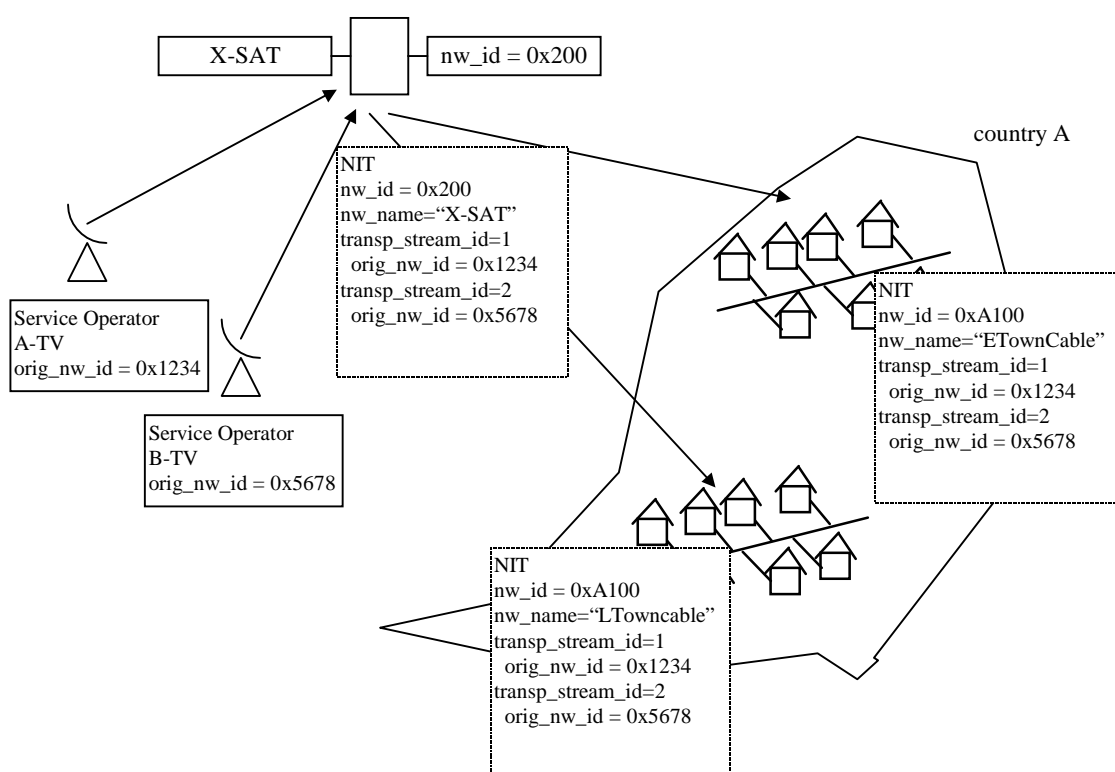 X-SAT
nw_id = 0x200
country A
NIT
nw_id = 0x200
nw_name=“X-SAT”
transp_stream_id=1
orig_nw_id = 0x1234
transp_stream_id=2
orig_nw_id = 0x5678
Service Operator
A-TV
orig_nw_id = 0x1234
Service Operator
B-TV
orig_nw_id = 0x5678
NIT
nw_id = 0xA100
nw_name=“ETownCable”
transp_stream_id=1
orig_nw_id = 0x1234
transp_stream_id=2
orig_nw_id = 0x5678
NIT
nw_id = 0xA100
nw_name=“LTowncable”
transp_stream_id=1
orig_nw_id = 0x1234
transp_stream_id=2
orig_nw_id = 0x5678